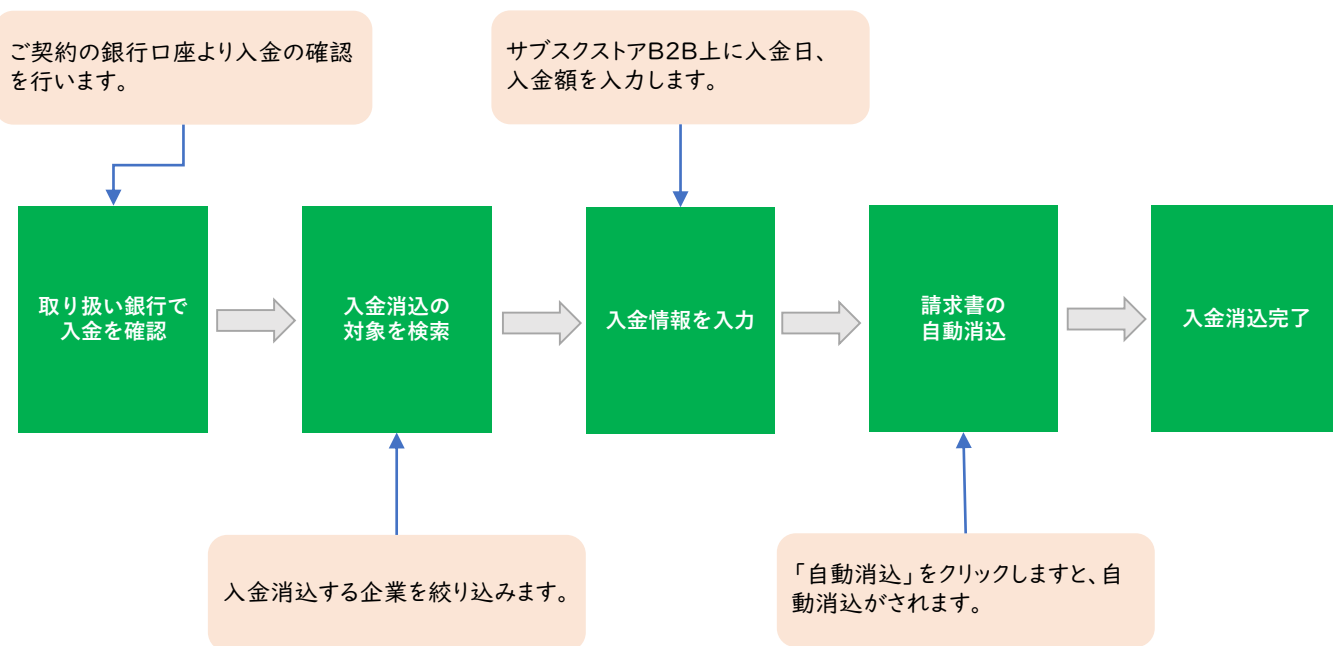 ご契約の銀行口座より入金の確認
を行います。
サブスクストアB2B上に入金日、
入金額を入力します。
取り扱い銀行で
入金を確認
入金消込の
対象を検索
入金情報を入力
請求書の
自動消込
入金消込完了
入金消込する企業を絞り込みます。
「自動消込」をクリックしますと、自
動消込がされます。